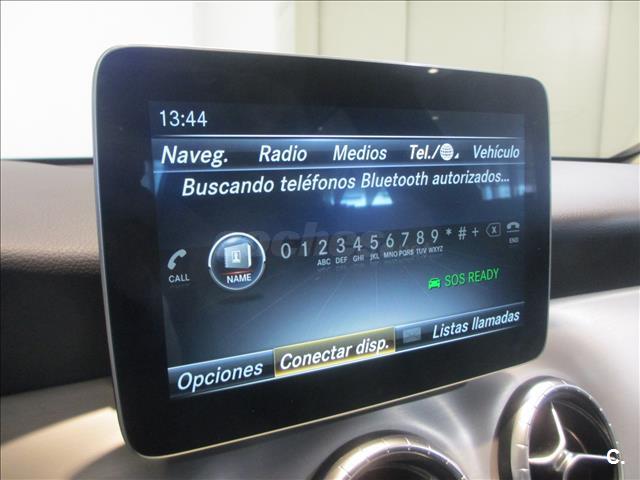 13:44
Naveg. Radio Medios Tel./ Vehículo
Buscando teléfonos Bluetooth autorizados...
0 1 2 3 4 5 6 7 8 9 * # +
ABC DEF GHI JKL MNO PQR TUV WXYZ
CALL NAME END
SOS READY
Opciones Conectar disp. Listas llamadas
coches
C.